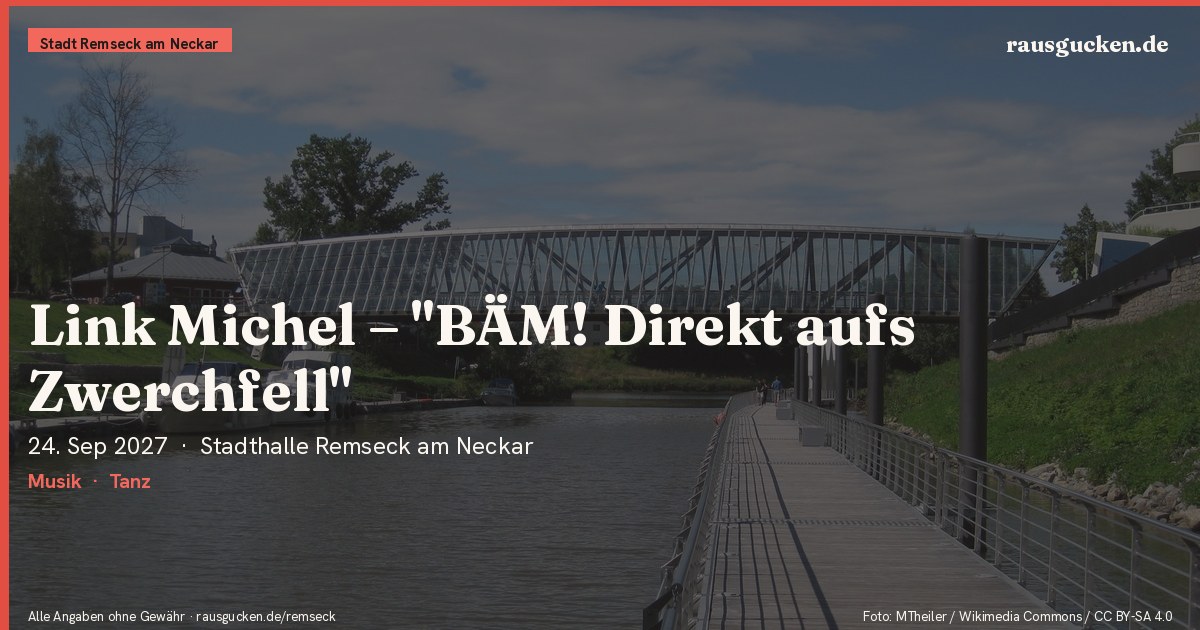 Stadt Remseck am Neckar
rausgucken.de
Link Michel – "BÄM! Direkt aufs
Zwerchfell"
24. Sep 2027 · Stadthalle Remseck am Neckar
Musik · Tanz
Alle Angaben ohne Gewähr · rausgucken.de/remseck
Foto: MTheiler / Wikimedia Commons / CC BY-SA 4.0